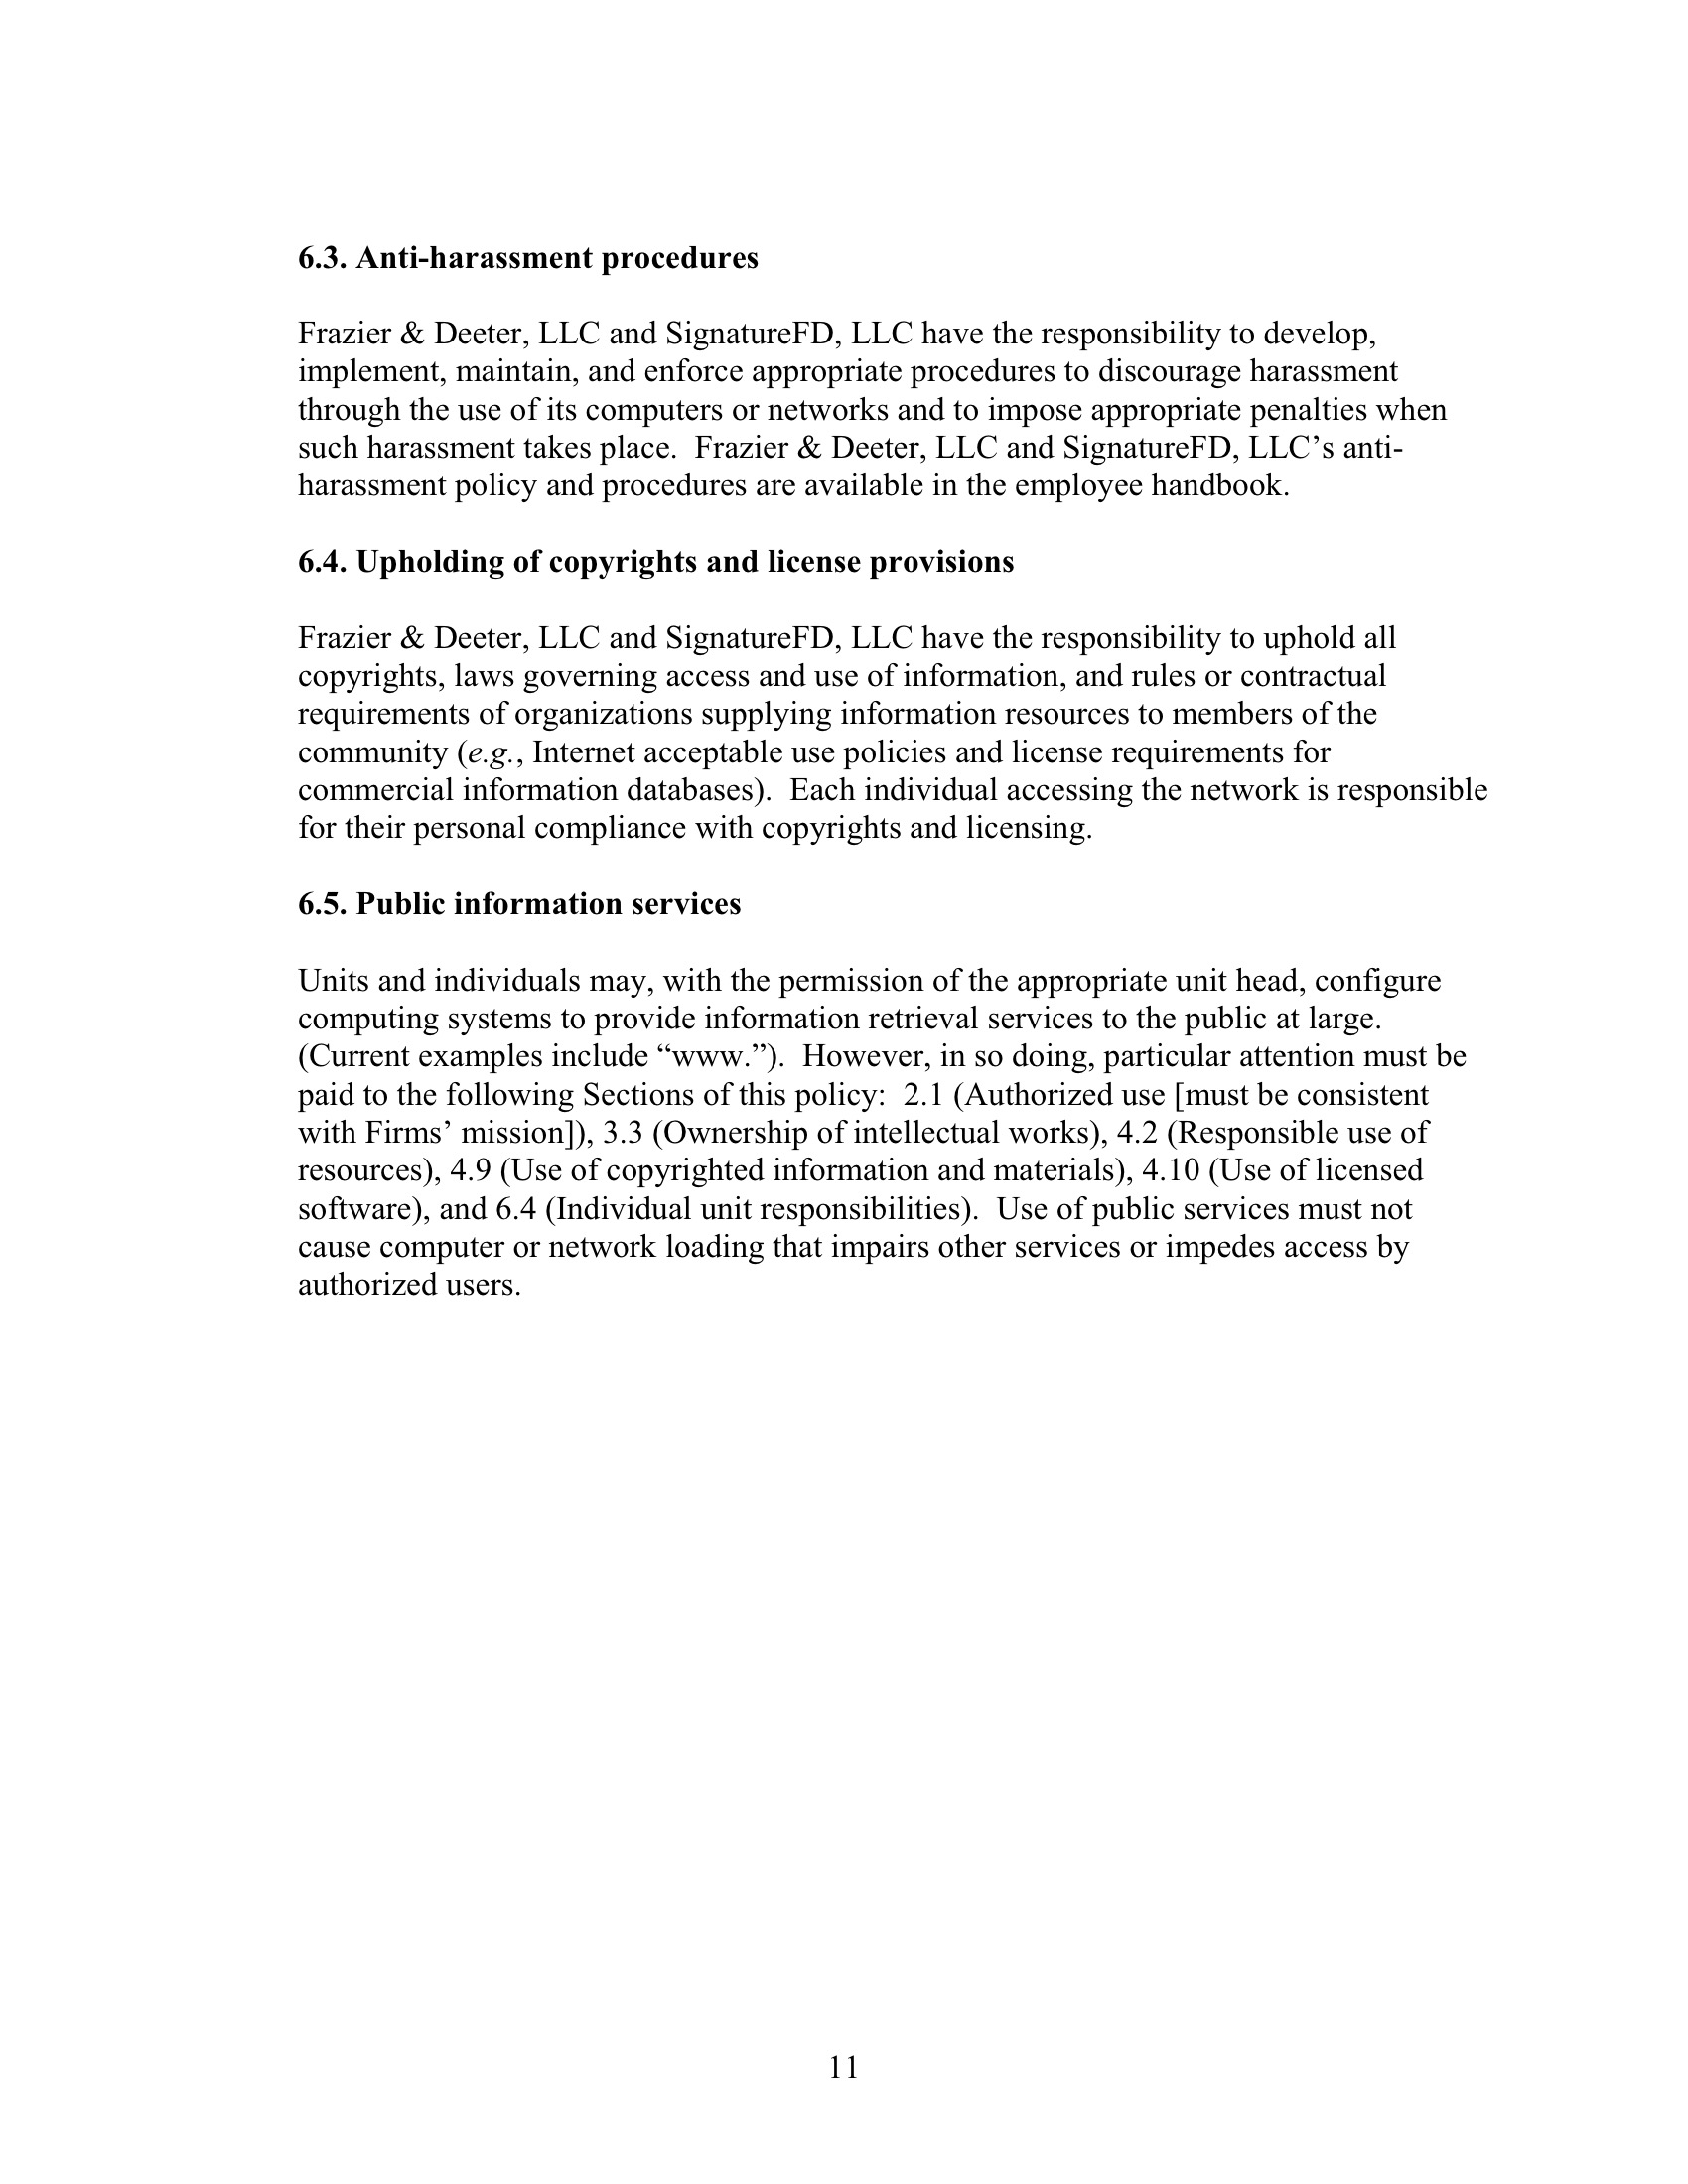 6.3. Anti-harassment procedures
Frazier & Deeter, LLC and SignatureFD, LLC have the responsibility to develop,
implement, maintain, and enforce appropriate procedures to discourage harassment
through the use of its computers or networks and to impose appropriate penalties when
such harassment takes place.  Frazier & Deeter, LLC and SignatureFD, LLC’s anti-
harassment policy and procedures are available in the employee handbook.
6.4. Upholding of copyrights and license provisions
Frazier & Deeter, LLC and SignatureFD, LLC have the responsibility to uphold all
copyrights, laws governing access and use of information, and rules or contractual
requirements of organizations supplying information resources to members of the
community (e.g., Internet acceptable use policies and license requirements for
commercial information databases).  Each individual accessing the network is responsible
for their personal compliance with copyrights and licensing.
6.5. Public information services
Units and individuals may, with the permission of the appropriate unit head, configure
computing systems to provide information retrieval services to the public at large.
(Current examples include “www.”).  However, in so doing, particular attention must be
paid to the following Sections of this policy:  2.1 (Authorized use [must be consistent
with Firms’ mission]), 3.3 (Ownership of intellectual works), 4.2 (Responsible use of
resources), 4.9 (Use of copyrighted information and materials), 4.10 (Use of licensed
software), and 6.4 (Individual unit responsibilities).  Use of public services must not
cause computer or network loading that impairs other services or impedes access by
authorized users.
11